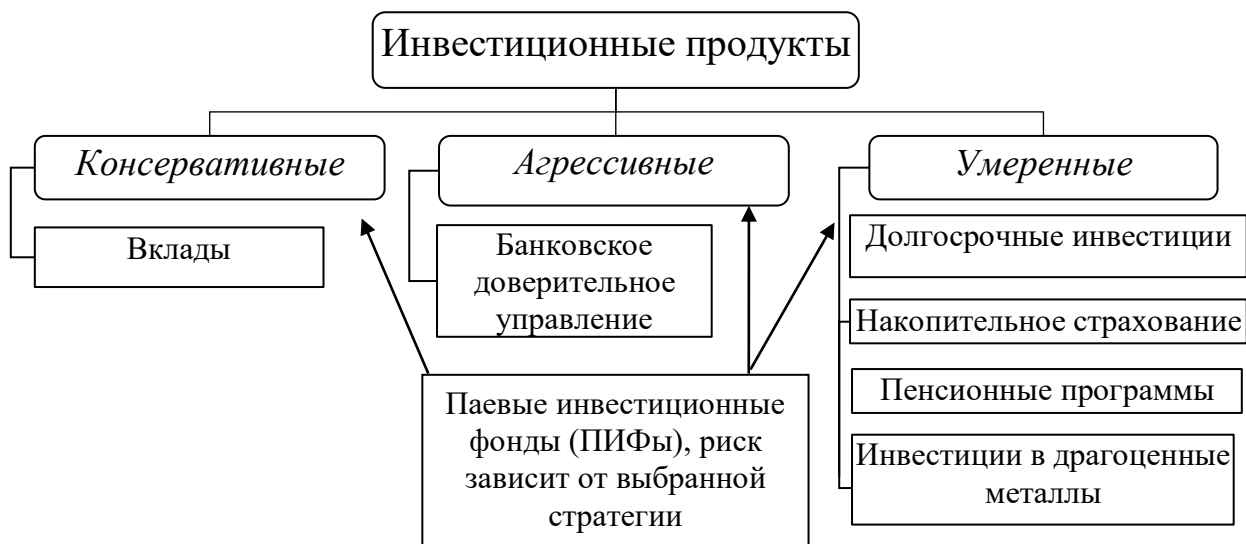 Инвестиционные продукты
Консервативные
Агрессивные
Умеренные
Вклады
Банковское
доверительное
управление
Долгосрочные инвестиции
Накопительное страхование
Пенсионные программы
Инвестиции в драгоценные
металлы
Паевые инвестиционные
фонды (ПИФы), риск
зависит от выбранной
стратегии